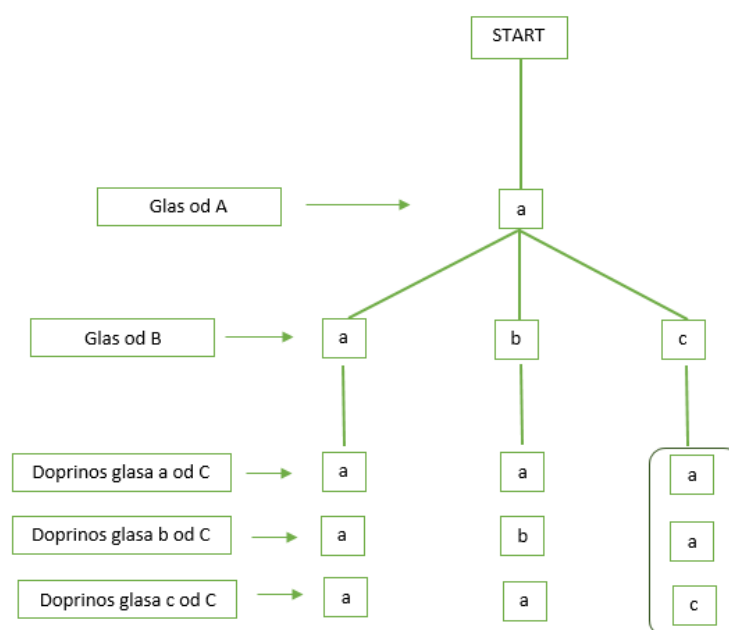 START
Glas od A
a
Glas od B
a
b
c
Doprinos glasa a od C
a
a
a
Doprinos glasa b od C
a
b
a
Doprinos glasa c od C
a
a
c